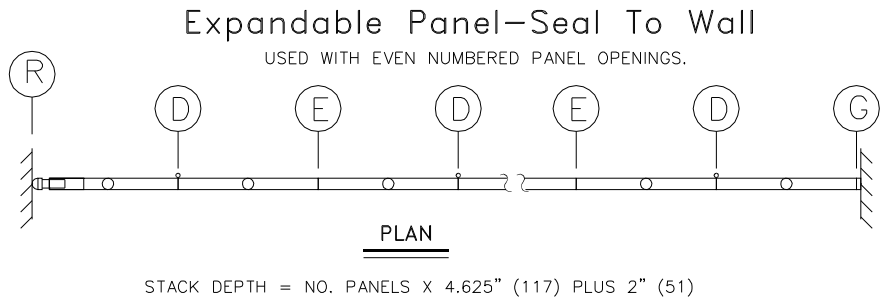 Expandable Panel-Seal To Wall
USED WITH EVEN NUMBERED PANEL OPENINGS.
R
D
E
D
E
D
G
PLAN
STACK DEPTH = NO. PANELS X 4.625" (117) PLUS 2" (51)